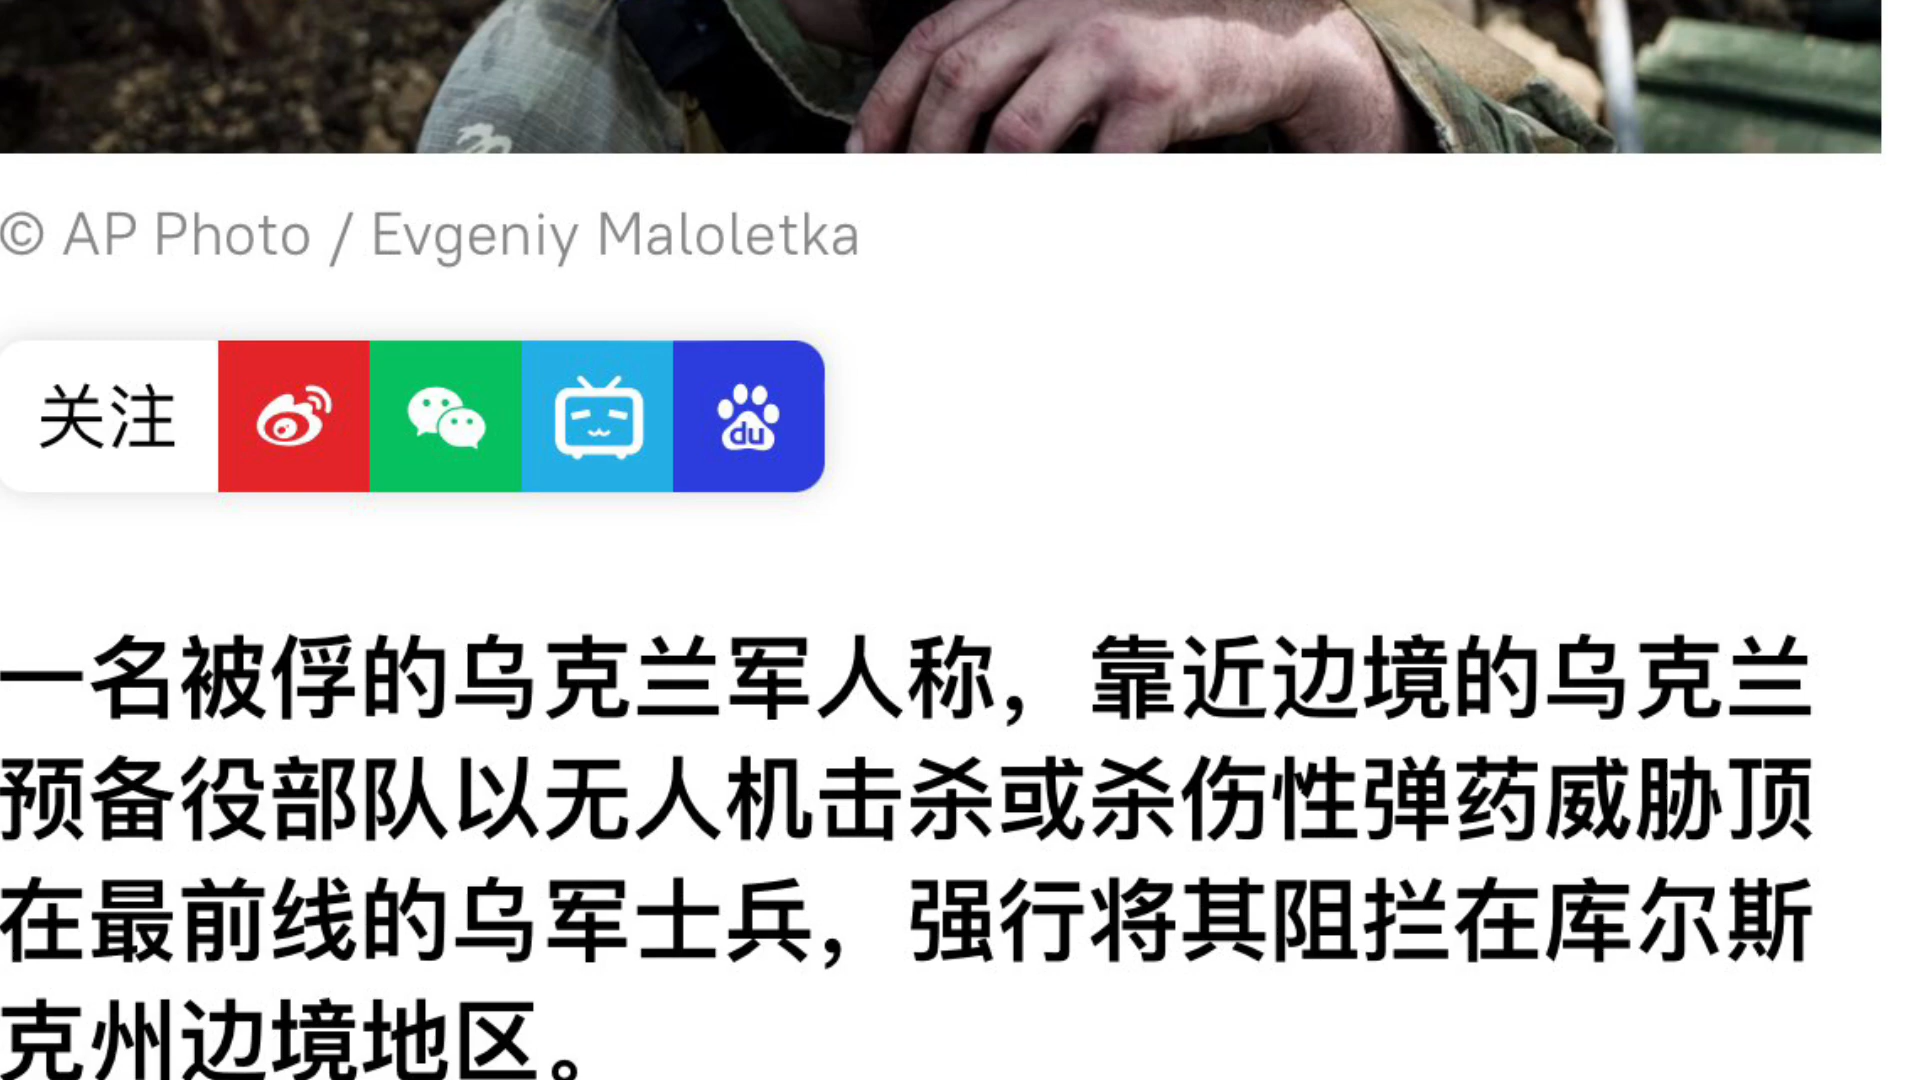 © AP Photo / Evgeniy Maloletka
关注
du
一名被俘的乌克兰军人称，靠近边境的乌克兰
预备役部队以无人机击杀或杀伤性弹药威胁顶
在最前线的乌军士兵，强行将其阻拦在库尔斯
克州边境地区。